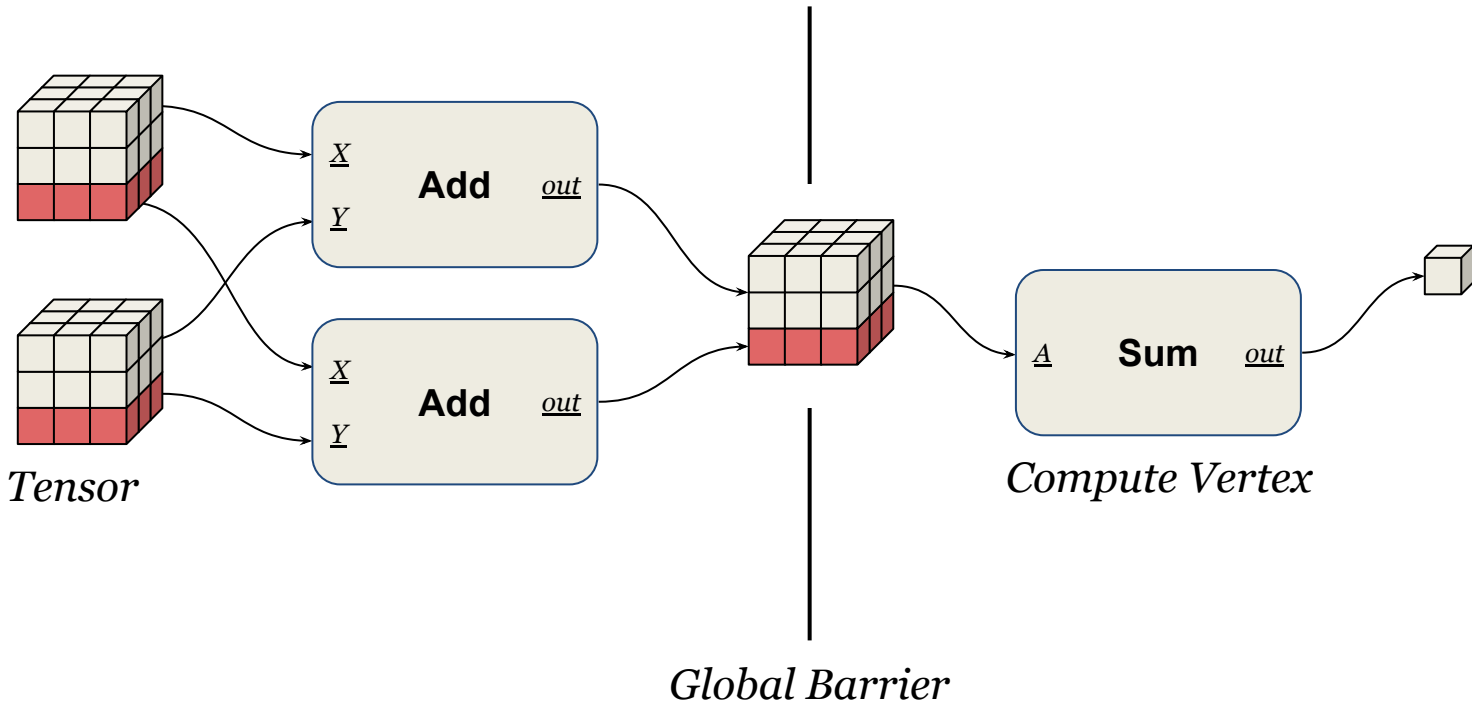 X
Y
Add
out
X
Y
Add
out
Tensor
A
Sum
out
Compute Vertex
Global Barrier